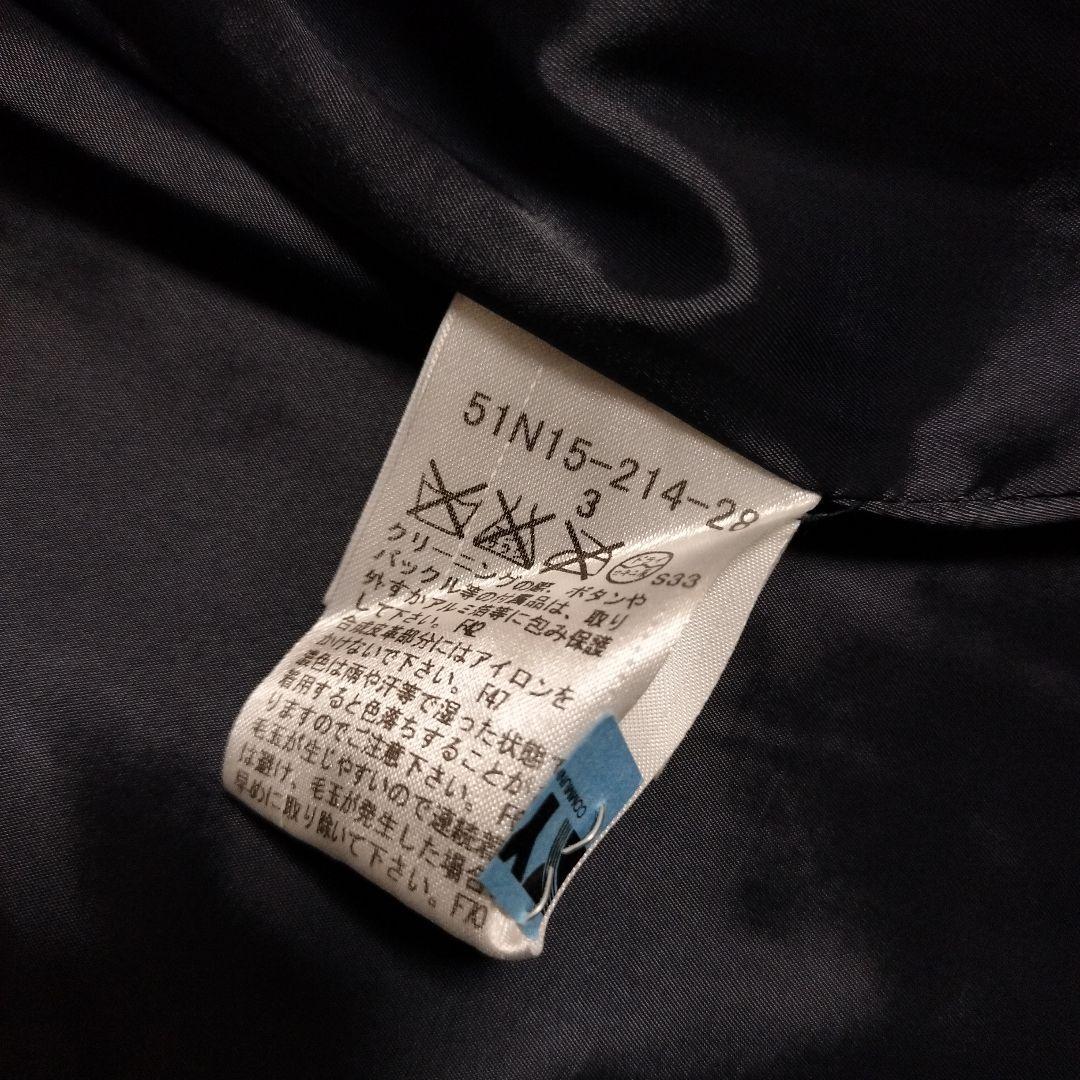 51N15-214-28
3
S33
クリーニングの際、ボタンや
バックル等の付属品は、取り
外すかアルミ箔等に包み保護
して下さい。 F42
合成皮革部分にはアイロンを
かけないで下さい。 F47
濃色は雨や汗等で湿った状態
着用すると色落ちすることが
りますのでご注意下さい。
毛玉が生じやすいので連続着
は避け、毛玉が発生した場合
早めに取り除いて下さい。 F70
COMMUN